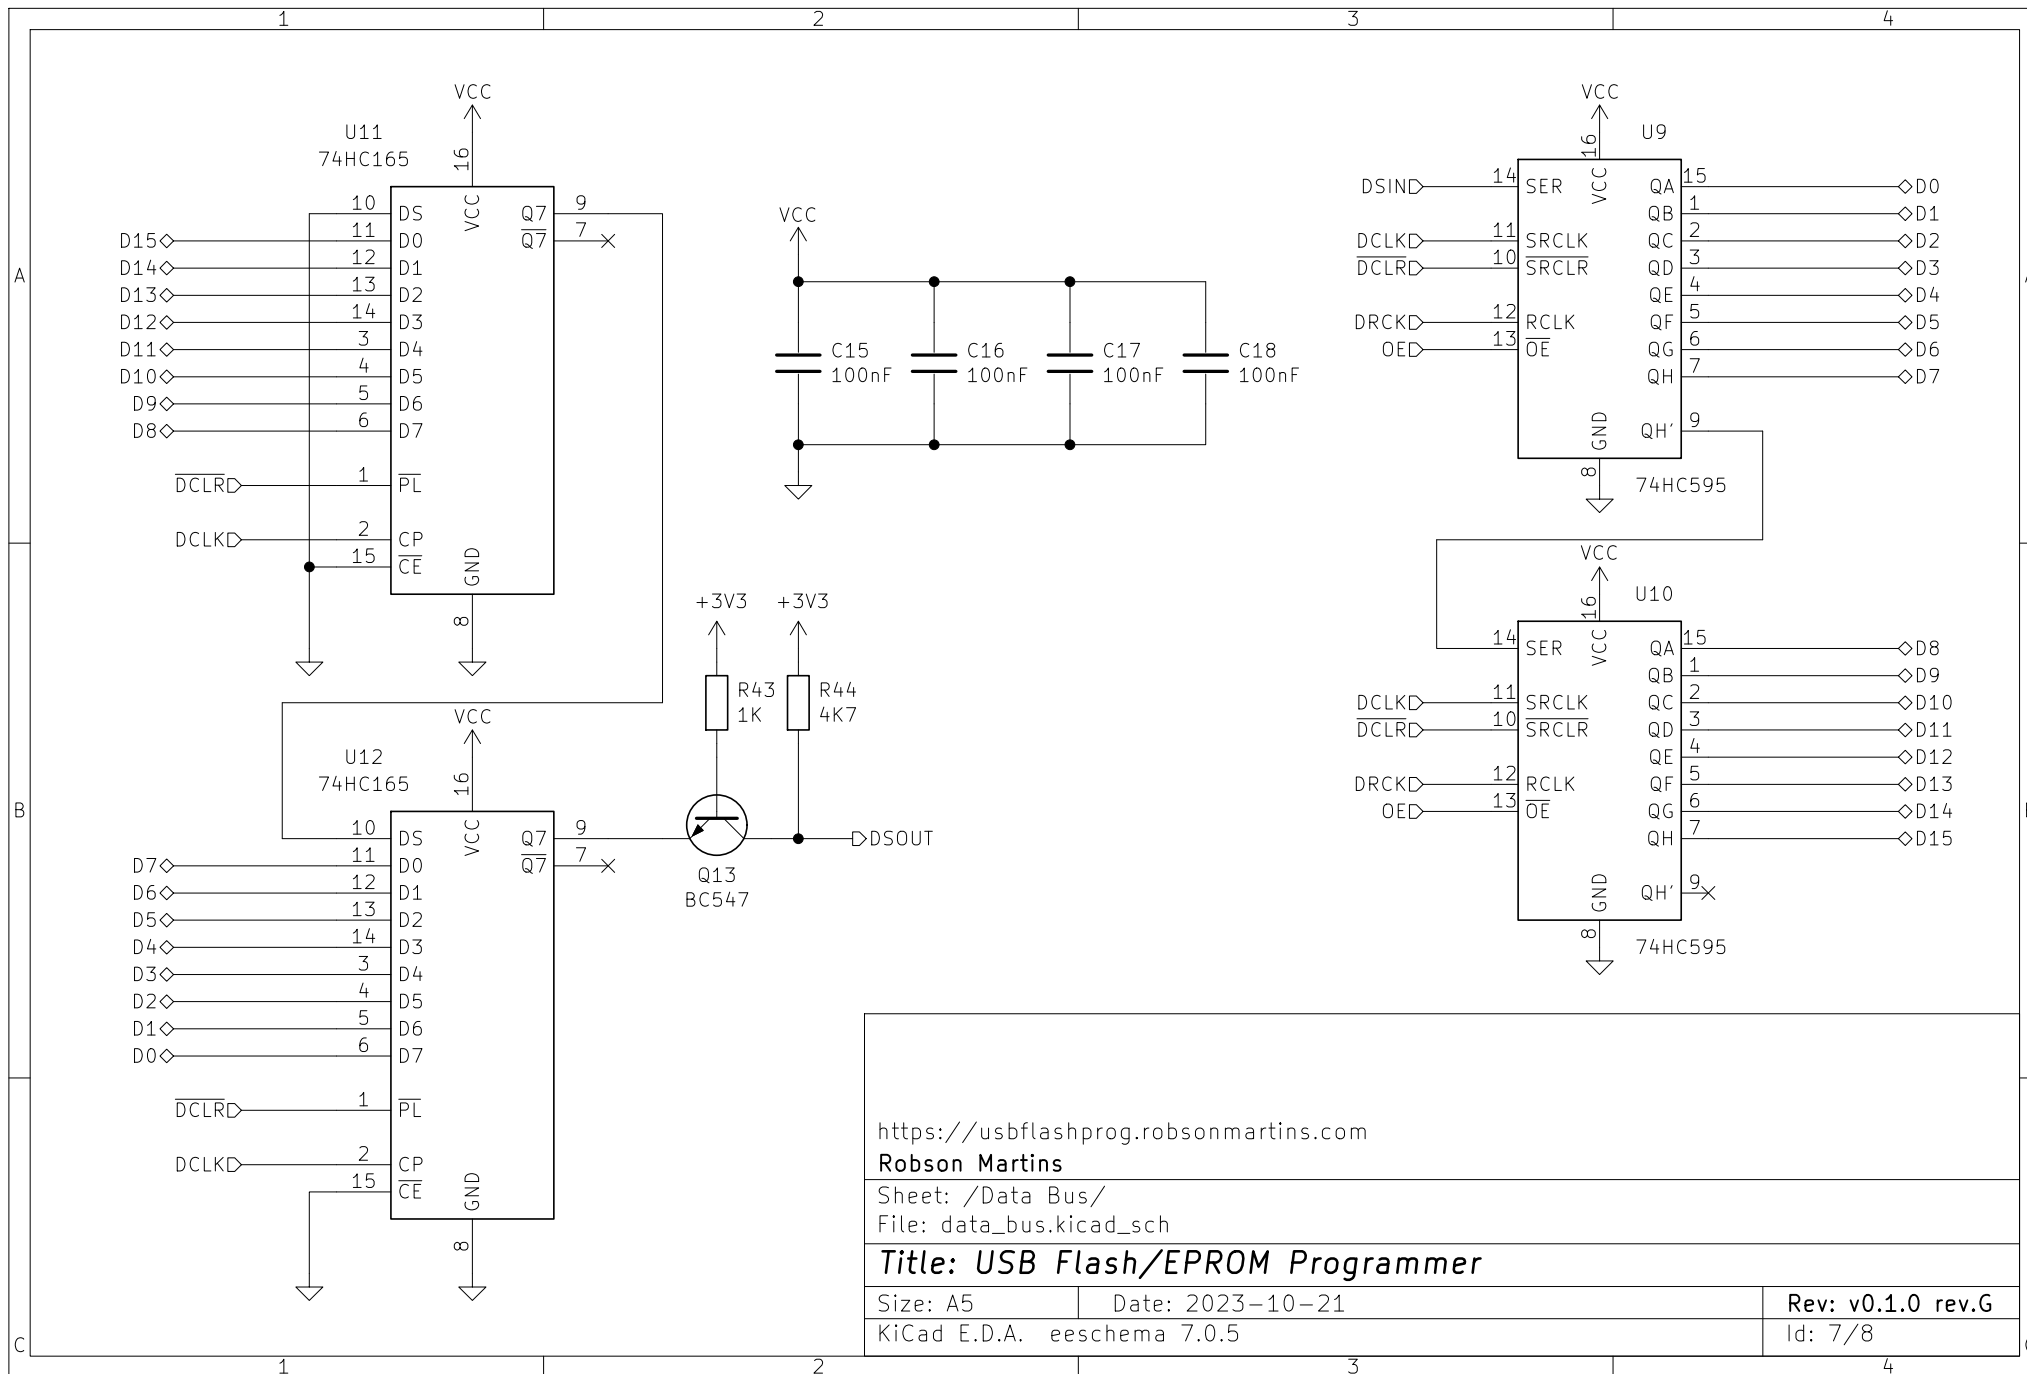 1 2 3 4
A
B
C
VCC
U11
74HC165
16
VCC
10 DS
D15 11 D0
D14 12 D1
D13 13 D2
D12 14 D3
D11 3 D4
D10 4 D5
D9 5 D6
D8 6 D7
DCLR 1 PL
DCLK 2 CP
15 CE
GND
8
Q7 9
Q7 7
VCC
U12
74HC165
16
VCC
10 DS
D7 11 D0
D6 12 D1
D5 13 D2
D4 14 D3
D3 3 D4
D2 4 D5
D1 5 D6
D0 6 D7
DCLR 1 PL
DCLK 2 CP
15 CE
GND
8
Q7 9
Q7 7
VCC
C15
100nF
C16
100nF
C17
100nF
C18
100nF
+3V3 +3V3
R43
1K
R44
4K7
DSOUT
Q13
BC547
VCC
U9
16
VCC
DSIN 14 SER
DCLK 11 SRCLK
DCLR 10 SRCLR
DRCK 12 RCLK
OE 13 OE
QA 15 D0
QB 1 D1
QC 2 D2
QD 3 D3
QE 4 D4
QF 5 D5
QG 6 D6
QH 7 D7
QH' 9
GND
8
74HC595
VCC
U10
16
VCC
14 SER
DCLK 11 SRCLK
DCLR 10 SRCLR
DRCK 12 RCLK
OE 13 OE
QA 15 D8
QB 1 D9
QC 2 D10
QD 3 D11
QE 4 D12
QF 5 D13
QG 6 D14
QH 7 D15
QH' 9
GND
8
74HC595
https://usbflashprog.robsonmartins.com
Robson Martins
Sheet: /Data Bus/
File: data_bus.kicad_sch
Title: USB Flash/EPROM Programmer
Size: A5 Date: 2023-10-21 Rev: v0.1.0 rev.G
KiCad E.D.A. eeschema 7.0.5 Id: 7/8
1 2 3 4